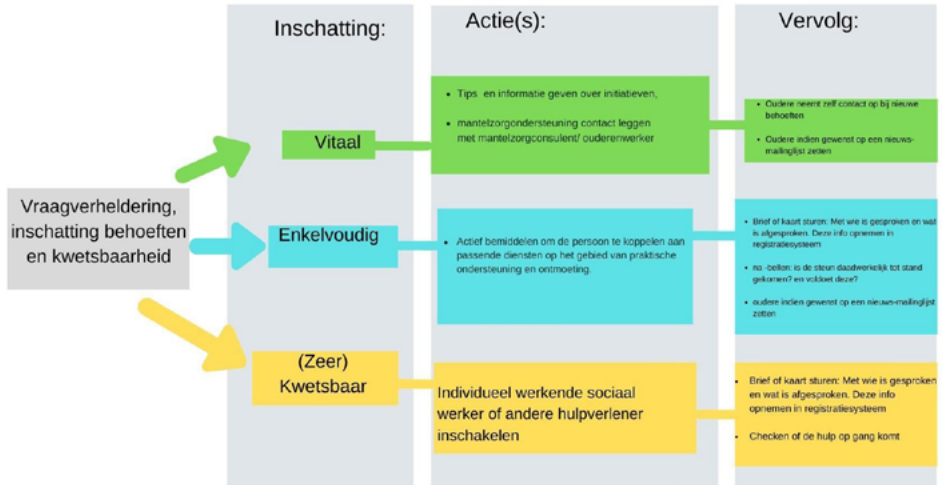 Inschatting:
Actie(s):
Vervolg:
Vraagverheldering,
inschatting behoeften
en kwetsbaarheid
Vitaal
• Tips en informatie geven over initiatieven,
• mantelzorgondersteuning contact leggen
met mantelzorgconsulent/ ouderenwerker
• Oudere neemt zelf contact op bij nieuwe
behoeften
• Oudere indien gewenst op een nieuws-
mailinglijst zetten
Enkelvoudig
• Actief bemiddelen om de persoon te koppelen aan
passende diensten op het gebied van praktische
ondersteuning en ontmoeting.
• Brief of kaart sturen: Met wie is gesproken en wat
is afgesproken. Deze info opnemen in
registratiesysteem
• na -bellen: is de steun daadwerkelijk tot stand
gekomen? en voldoet deze?
• oudere indien gewenst op een nieuws-mailinglijst
zetten
(Zeer)
Kwetsbaar
Individueel werkende sociaal
werker of andere hulpverlener
inschakelen
• Brief of kaart sturen: Met wie is gesproken
en wat is afgesproken. Deze info
opnemen in registratiesysteem
• Checken of de hulp op gang komt